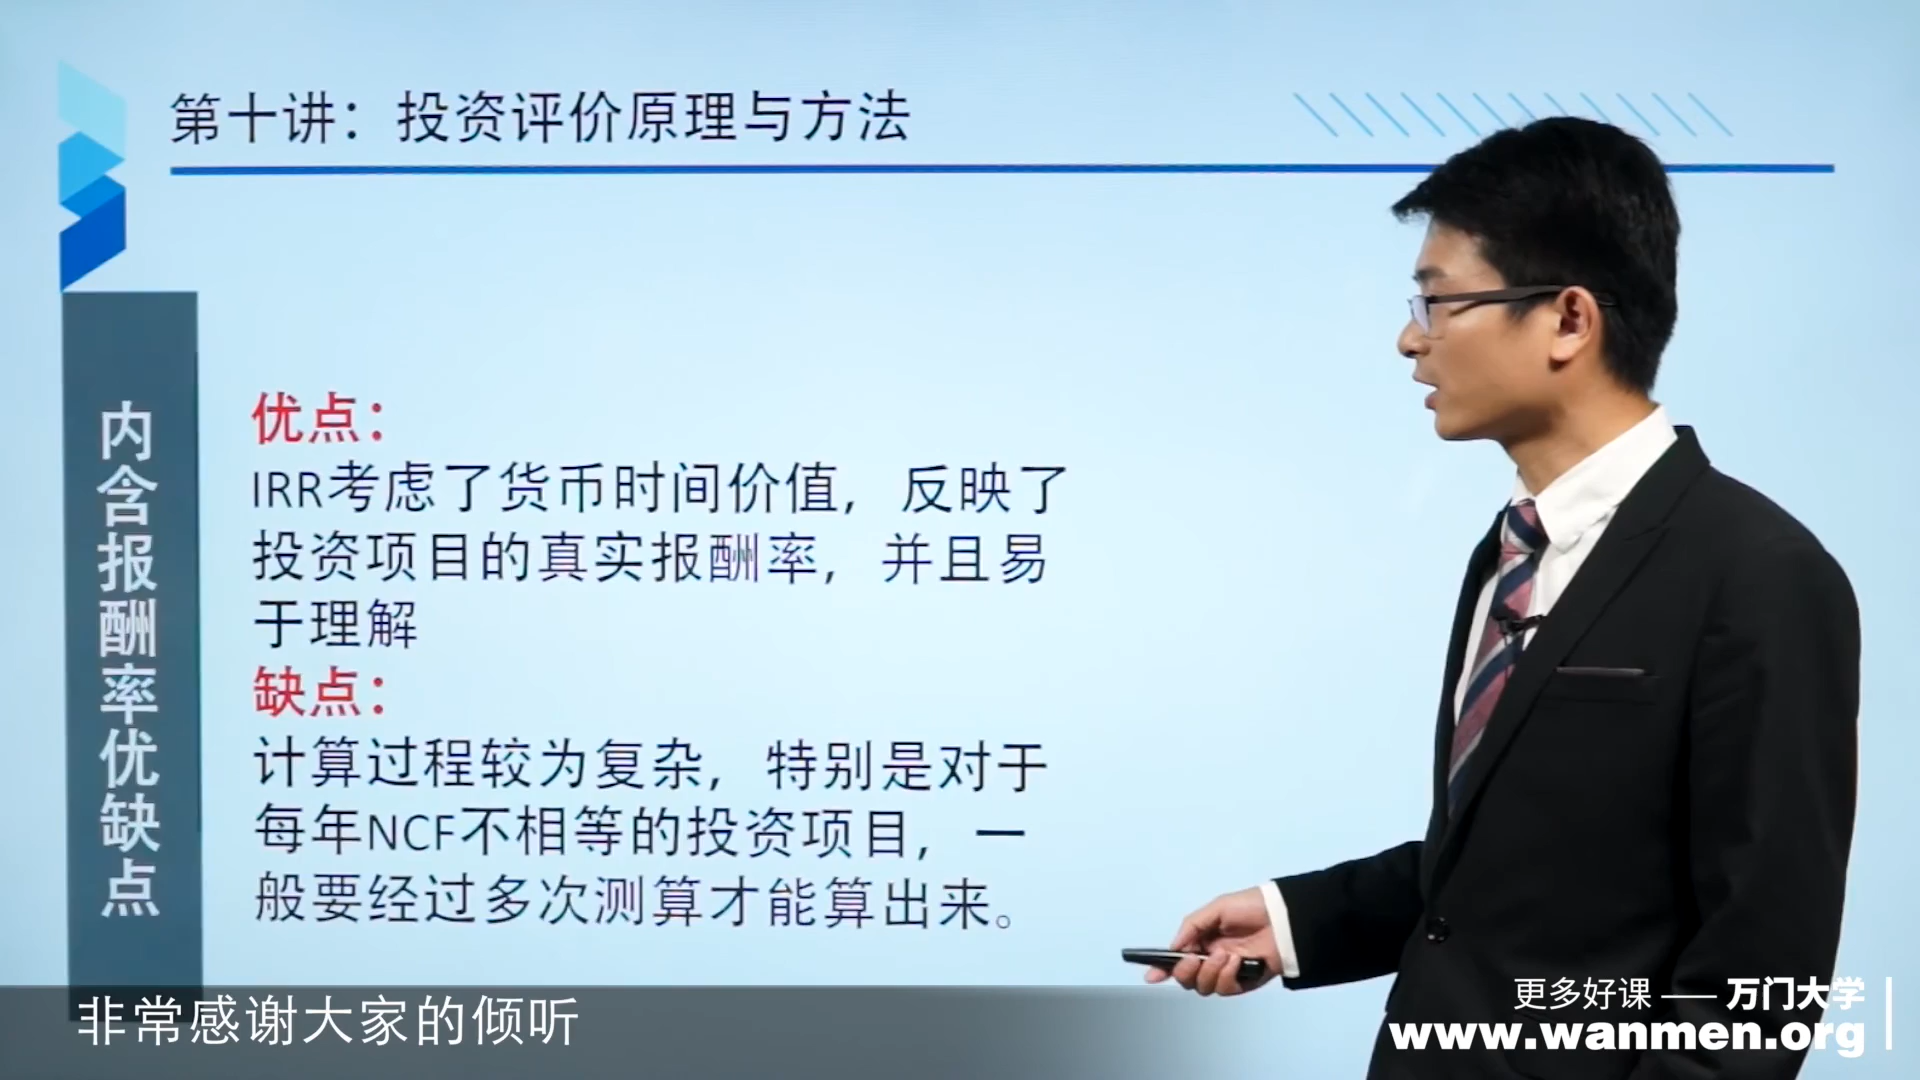 第十讲：投资评价原理与方法
内含报酬率优缺点
优点：
IRR考虑了货币时间价值，反映了
投资项目的真实报酬率，并且易
于理解
缺点：
计算过程较为复杂，特别是对于
每年NCF不相等的投资项目，一
般要经过多次测算才能算出来。
非常感谢大家的倾听
更多好课 —— 万门大学
www.wanmen.org